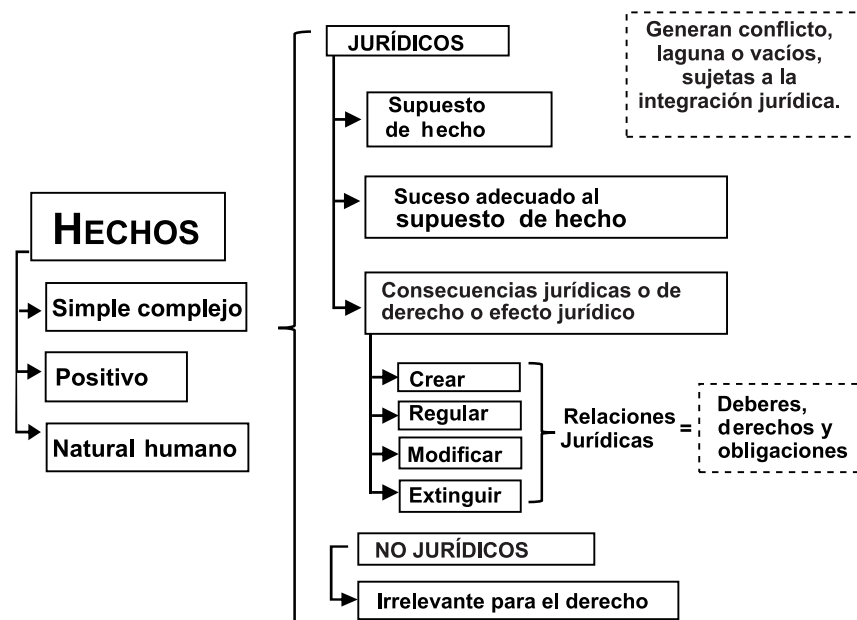 HECHOS
Simple complejo
Positivo
Natural humano
JURÍDICOS
Supuesto
de hecho
Suceso adecuado al
supuesto de hecho
Consecuencias jurídicas o de
derecho o efecto jurídico
Crear
Regular
Modificar
Extinguir
Relaciones
Jurídicas
=
Deberes,
derechos y
obligaciones
Generan conflicto,
laguna o vacíos,
sujetas a la
integración jurídica.
NO JURÍDICOS
Irrelevante para el derecho